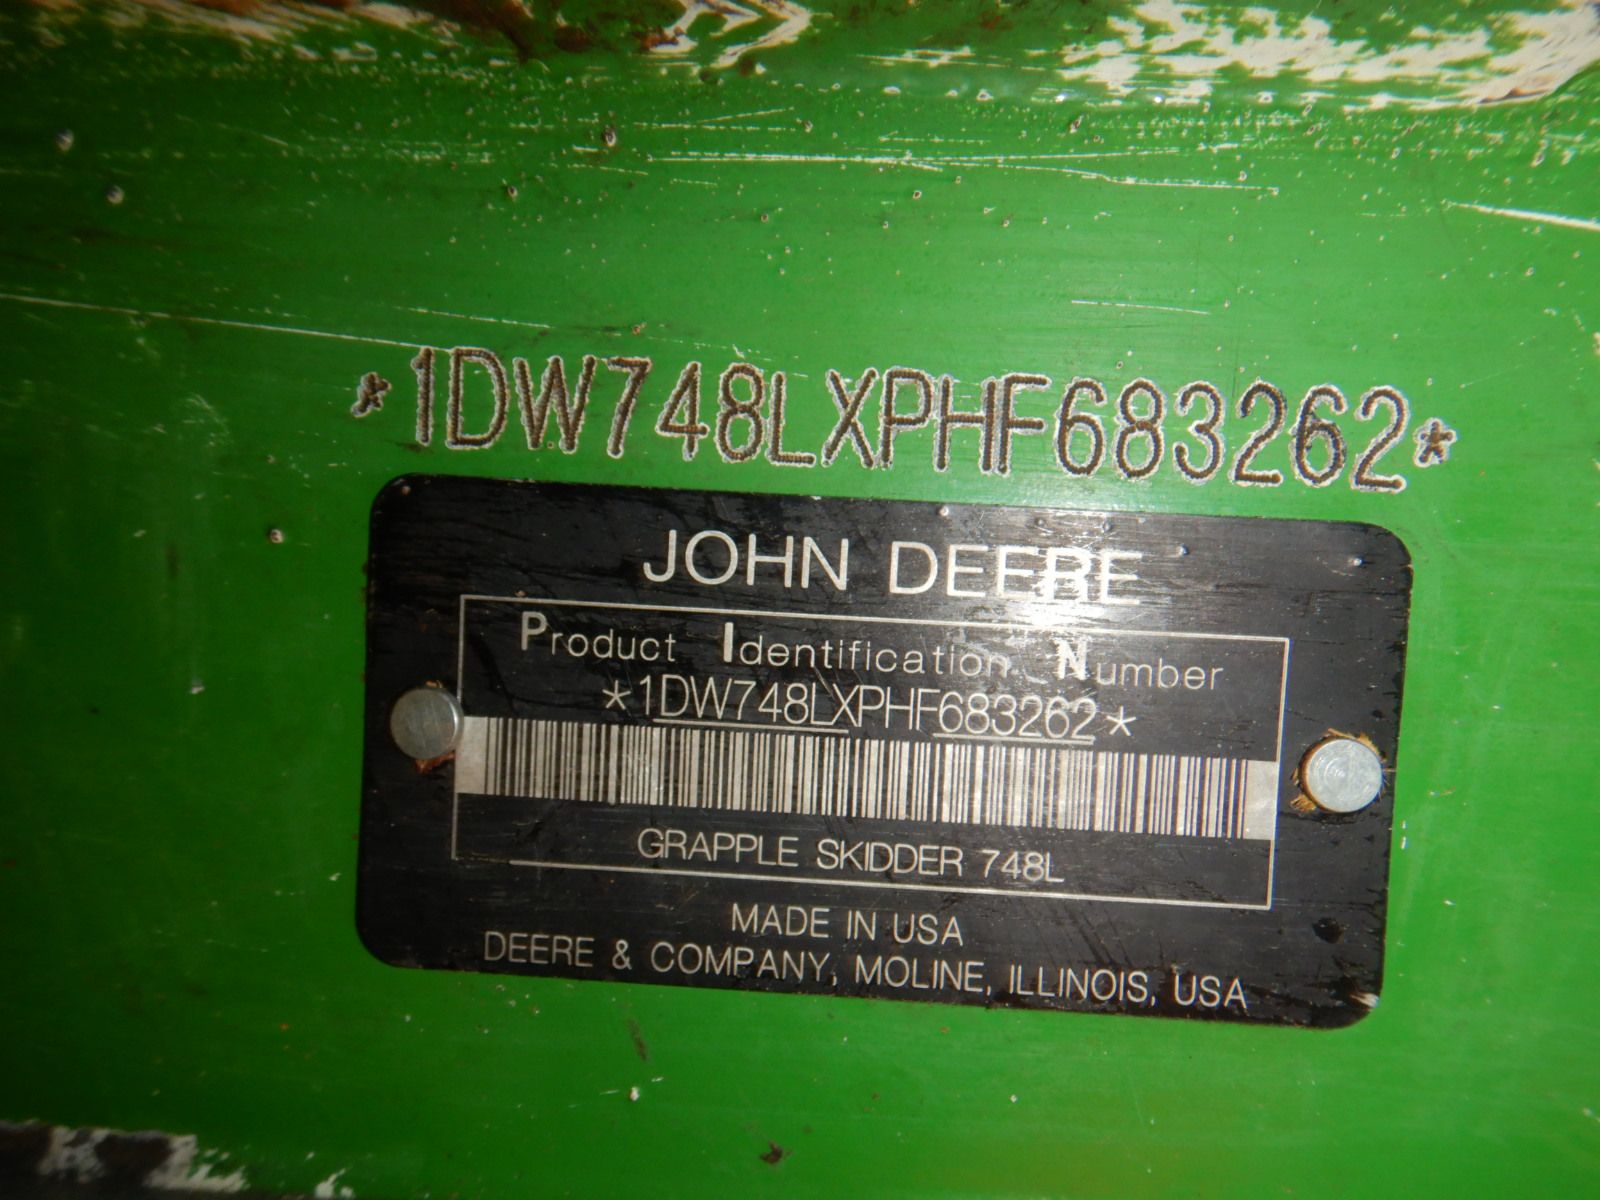 *1DW748LXPHF683262*
JOHN DEERE
Product Identification Number
*1DW748LXPHF683262*
GRAPPLE SKIDDER 748L
MADE IN USA
DEERE & COMPANY, MOLINE, ILLINOIS, USA